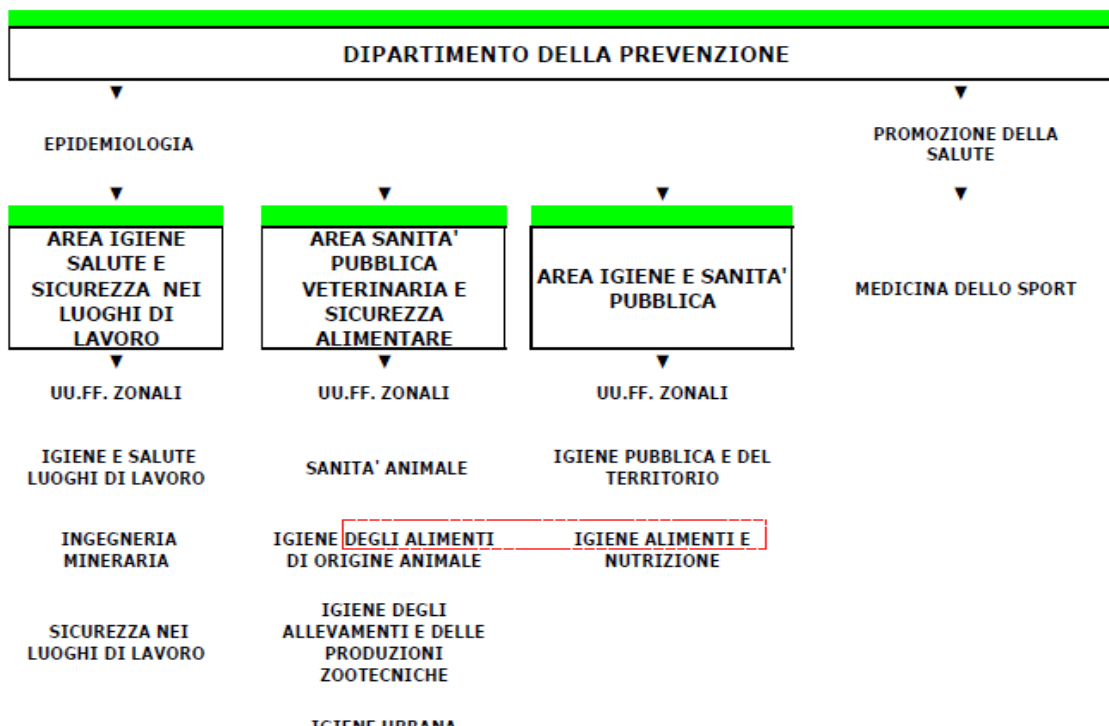 DIPARTIMENTO DELLA PREVENZIONE
EPIDEMIOLOGIA
PROMOZIONE DELLA
SALUTE
AREA IGIENE
SALUTE E
SICUREZZA NEI
LUOGHI DI
LAVORO
AREA SANITA'
PUBBLICA
VETERINARIA E
SICUREZZA
ALIMENTARE
AREA IGIENE E SANITA'
PUBBLICA
MEDICINA DELLO SPORT
UU.FF. ZONALI
UU.FF. ZONALI
UU.FF. ZONALI
IGIENE E SALUTE
LUOGHI DI LAVORO
SANITA' ANIMALE
IGIENE PUBBLICA E DEL
TERRITORIO
INGEGNERIA
MINERARIA
IGIENE DEGLI ALIMENTI
DI ORIGINE ANIMALE
IGIENE ALIMENTI E
NUTRIZIONE
SICUREZZA NEI
LUOGHI DI LAVORO
IGIENE DEGLI
ALLEVAMENTI E DELLE
PRODUZIONI
ZOOTECNICHE
IGIENE URBANA